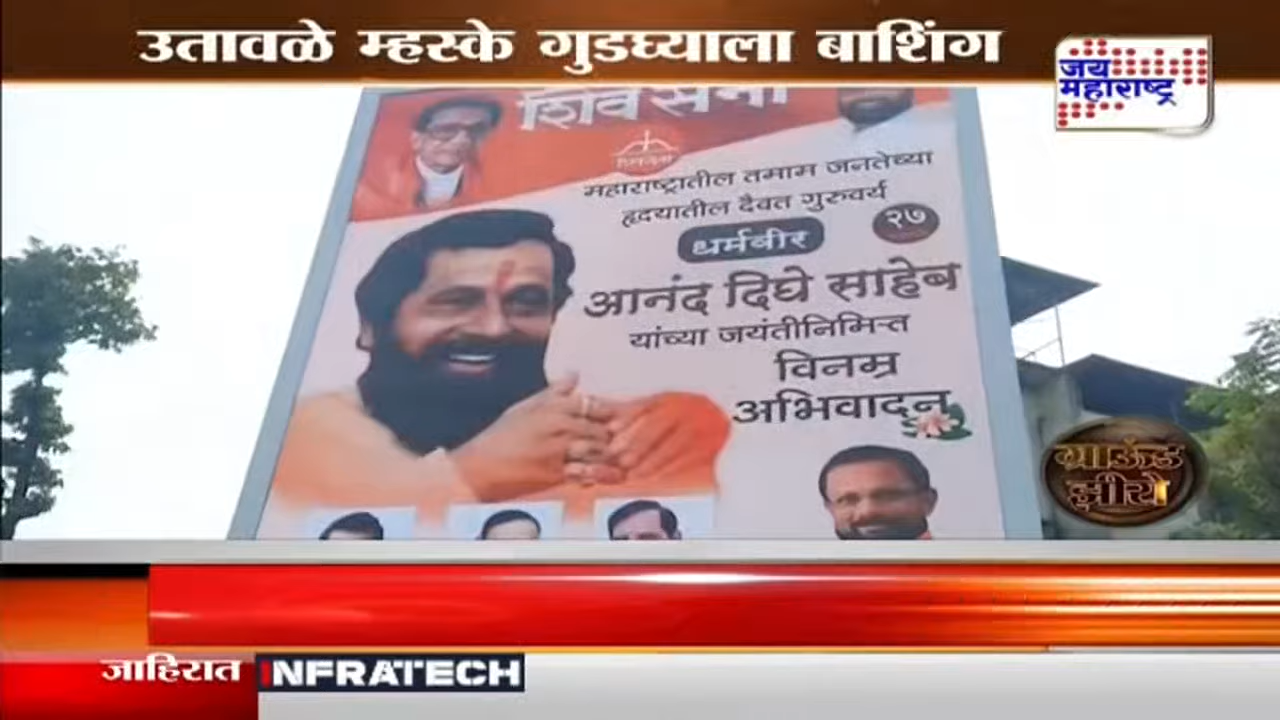 उतावळे म्हस्के गुडघ्याला बाशिंग
जय
महाराष्ट्र
शिवसेना
शिवसेना
महाराष्ट्रातील तमाम जनतेच्या
हृदयातील दैवत गुरुवर्य
२७
धर्मवीर
आनंद दिघे साहेब
यांच्या जयंतीनिमित्त
विनम्र
अभिवादन
ग्राऊंड
झीरो
जाहिरात
INFRATECH